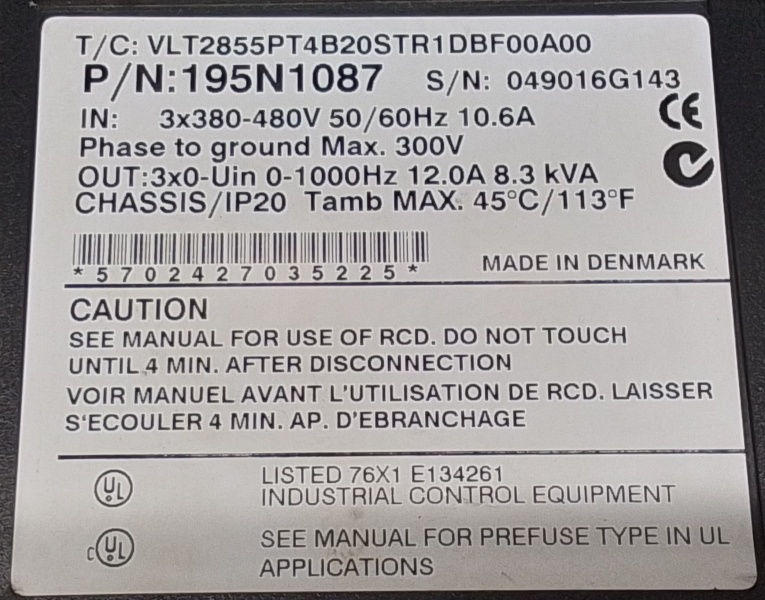 T/C: VLT2855PT4B20STR1DBF00A00
P/N:195N1087 S/N: 049016G143
IN: 3x380-480V 50/60Hz 10.6A
Phase to ground Max. 300V
OUT:3x0-Uin 0-1000Hz 12.0A 8.3 kVA
CHASSIS/IP20 Tamb MAX. 45°C/113°F
CE
*5702427035225*
MADE IN DENMARK
CAUTION
SEE MANUAL FOR USE OF RCD. DO NOT TOUCH
UNTIL 4 MIN. AFTER DISCONNECTION
VOIR MANUEL AVANT L'UTILISATION DE RCD. LAISSER
S'ECOULER 4 MIN. AP. D'EBRANCHAGE
UL
LISTED 76X1 E134261
INDUSTRIAL CONTROL EQUIPMENT
c UL
SEE MANUAL FOR PREFUSE TYPE IN UL
APPLICATIONS